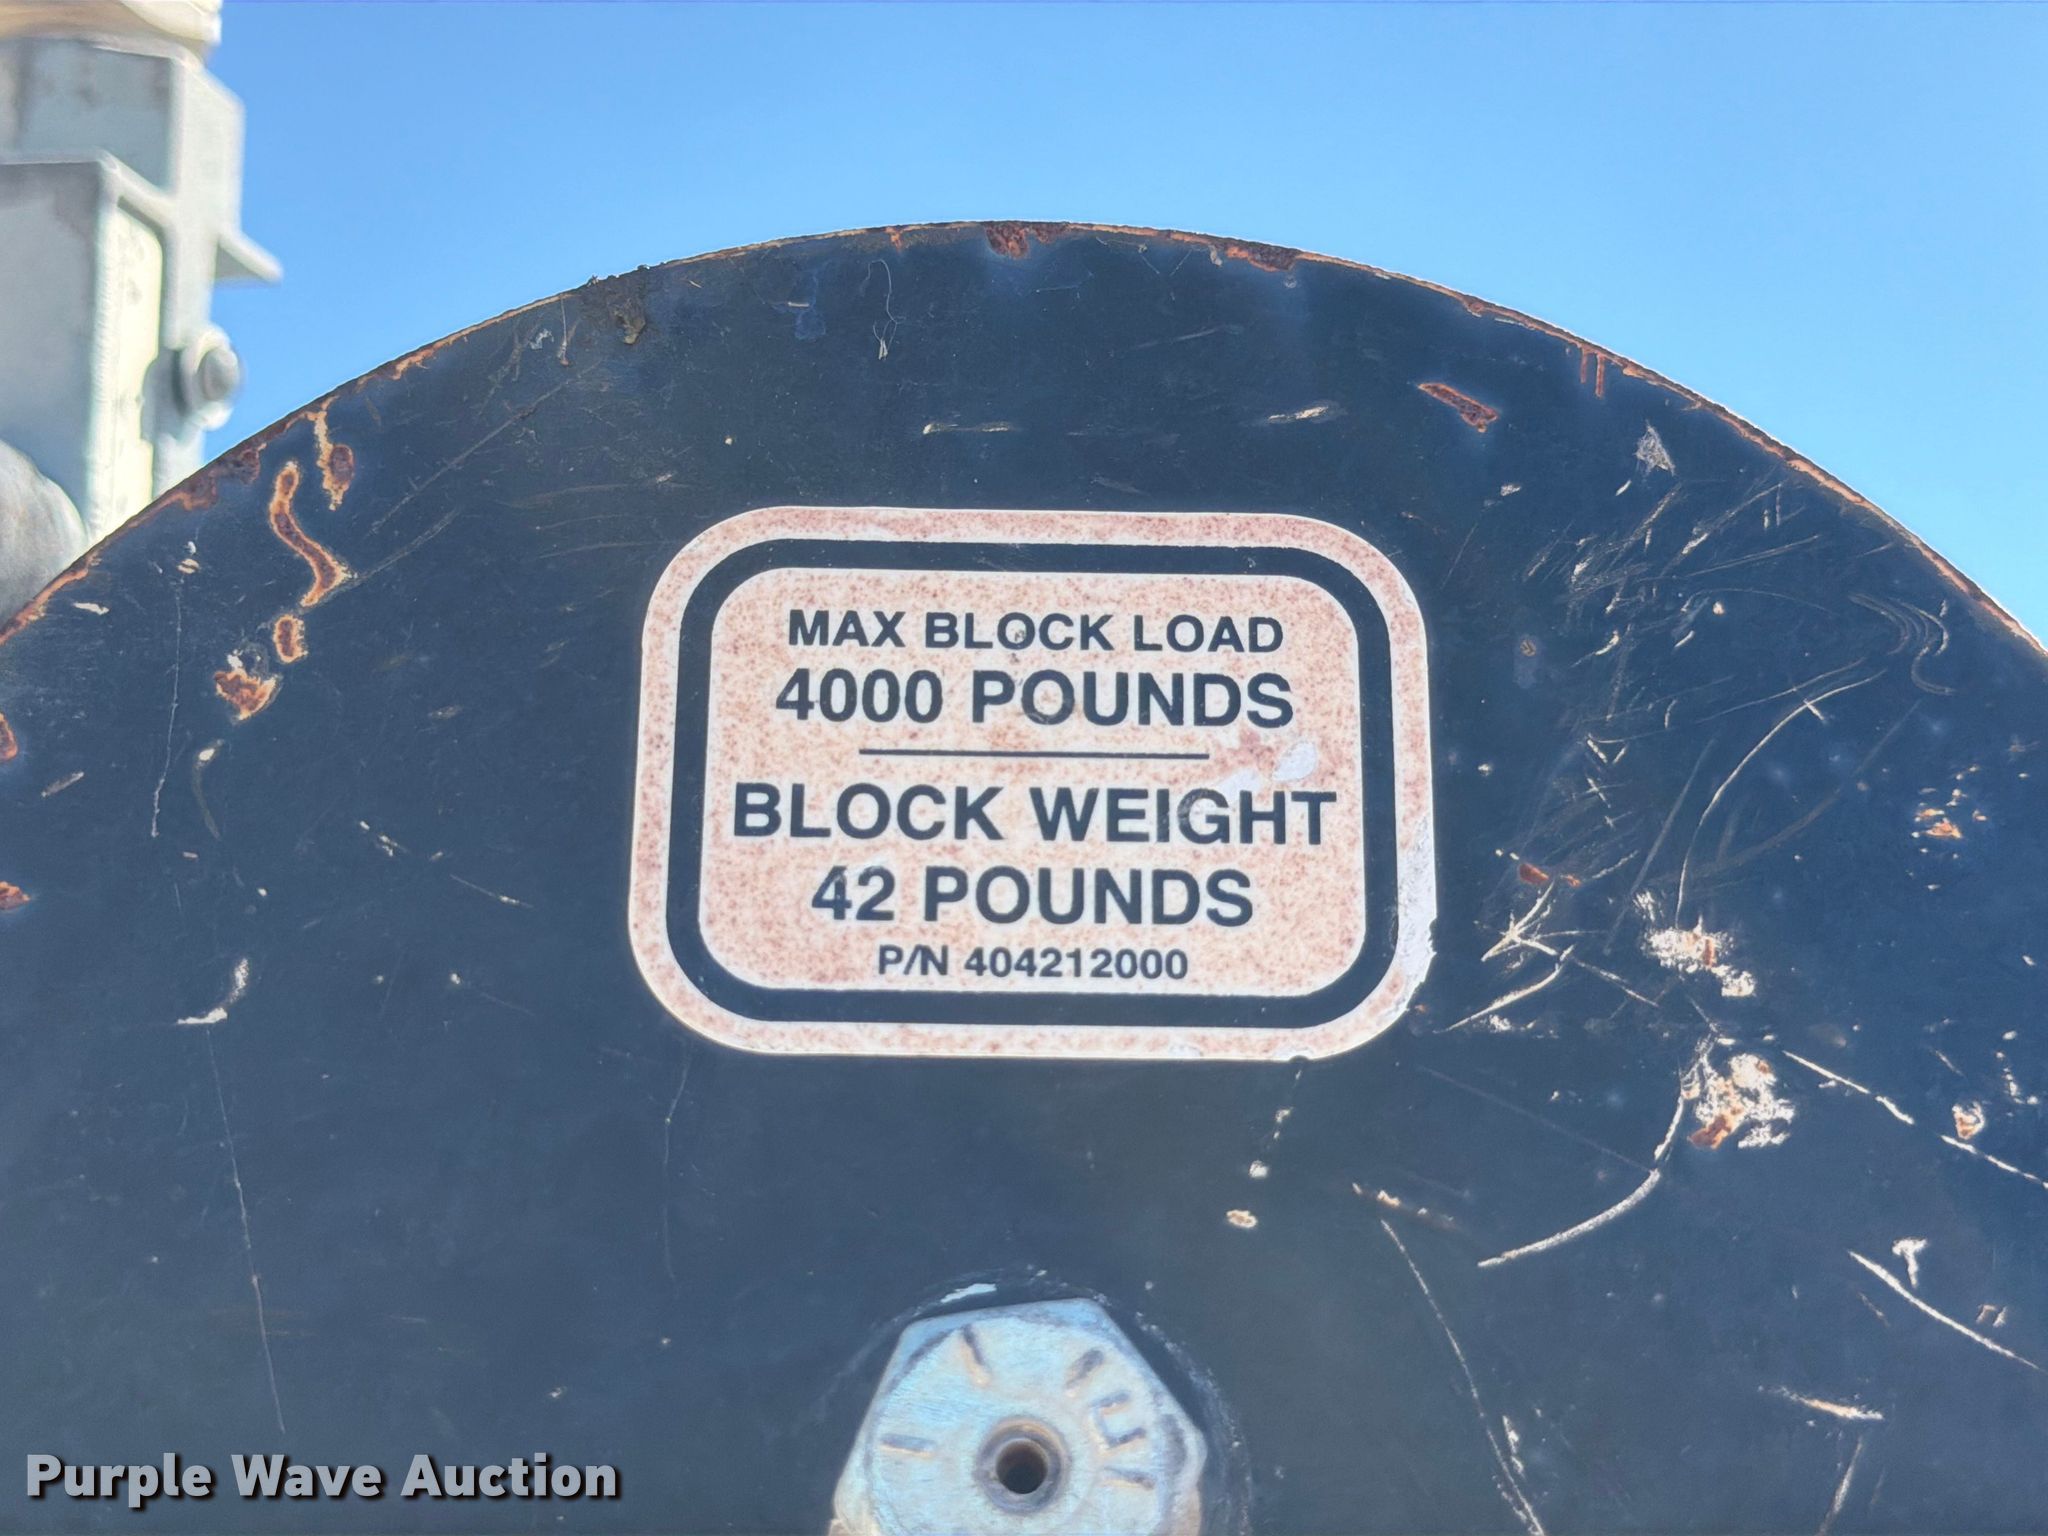 MAX BLOCK LOAD
4000 POUNDS
BLOCK WEIGHT
42 POUNDS
P/N 404212000
Purple Wave Auction